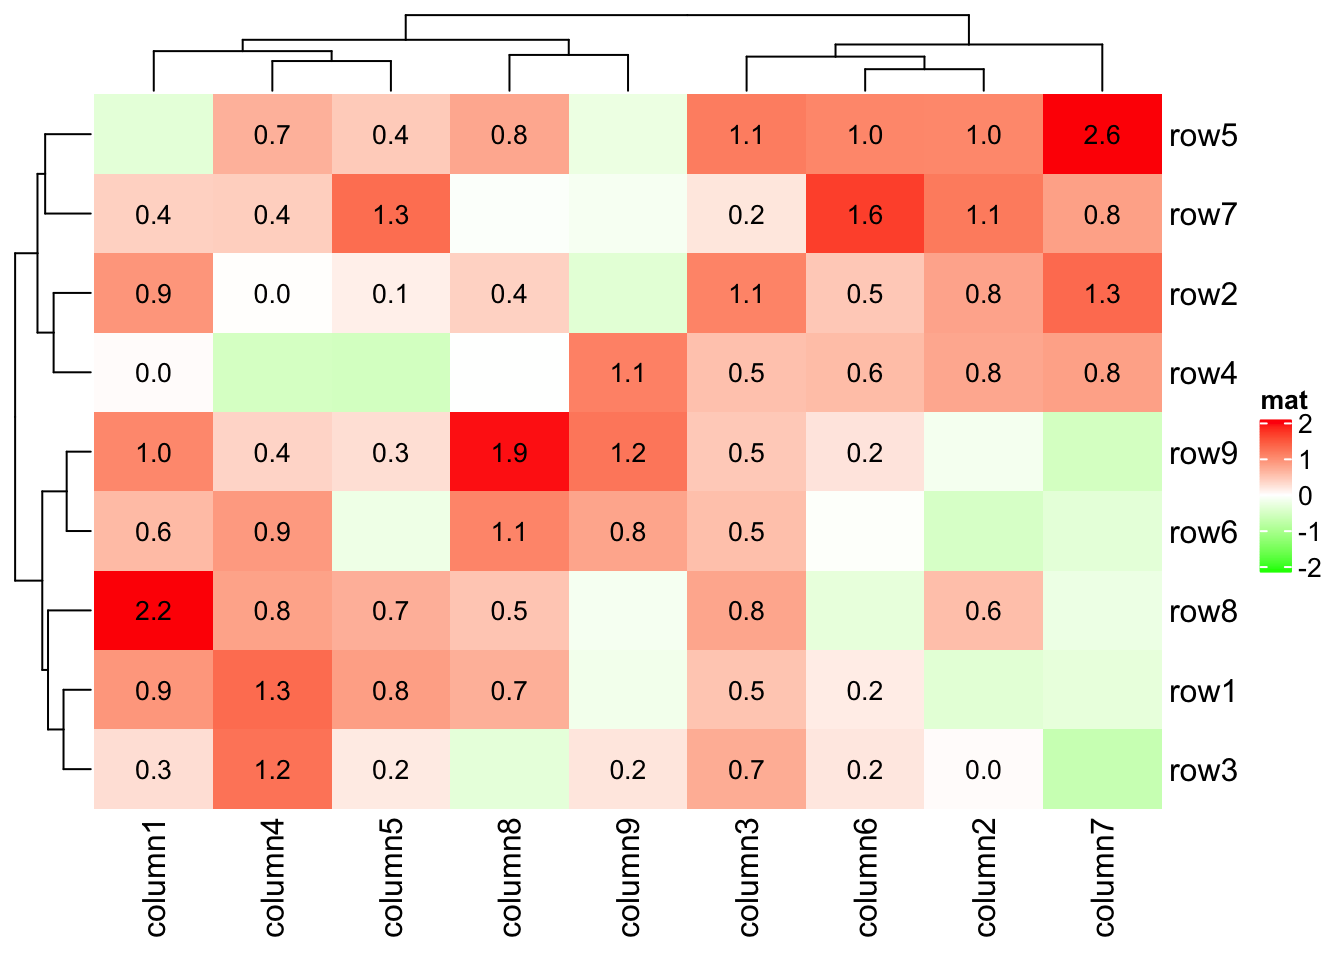 0.7 0.4 0.8 1.1 1.0 1.0 2.6 row5
0.4 0.4 1.3 0.2 1.6 1.1 0.8 row7
0.9 0.0 0.1 0.4 1.1 0.5 0.8 1.3 row2
0.0 1.1 0.5 0.6 0.8 0.8 row4
1.0 0.4 0.3 1.9 1.2 0.5 0.2 row9
0.6 0.9 1.1 0.8 0.5 row6
2.2 0.8 0.7 0.5 0.8 0.6 row8
0.9 1.3 0.8 0.7 0.5 0.2 row1
0.3 1.2 0.2 0.2 0.7 0.2 0.0 row3
column1 column4 column5 column8 column9 column3 column6 column2 column7
mat
2
1
0
-1
-2